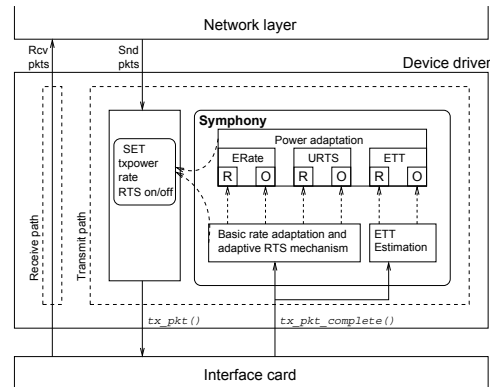 Network layer
Rcv
pkts
Snd
pkts
Device driver
Symphony
Power adaptation
ERate
URTS
ETT
R
O
R
O
R
O
SET
txpower
rate
RTS on/off
Basic rate adaptation and
adaptive RTS mechanism
ETT
Estimation
Receive path
Transmit path
tx_pkt()
tx_pkt_complete()
Interface card